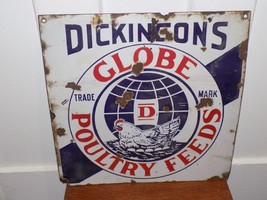 DICKINSON'S
GLOBE
TRADE MARK
D
POULTRY FEEDS